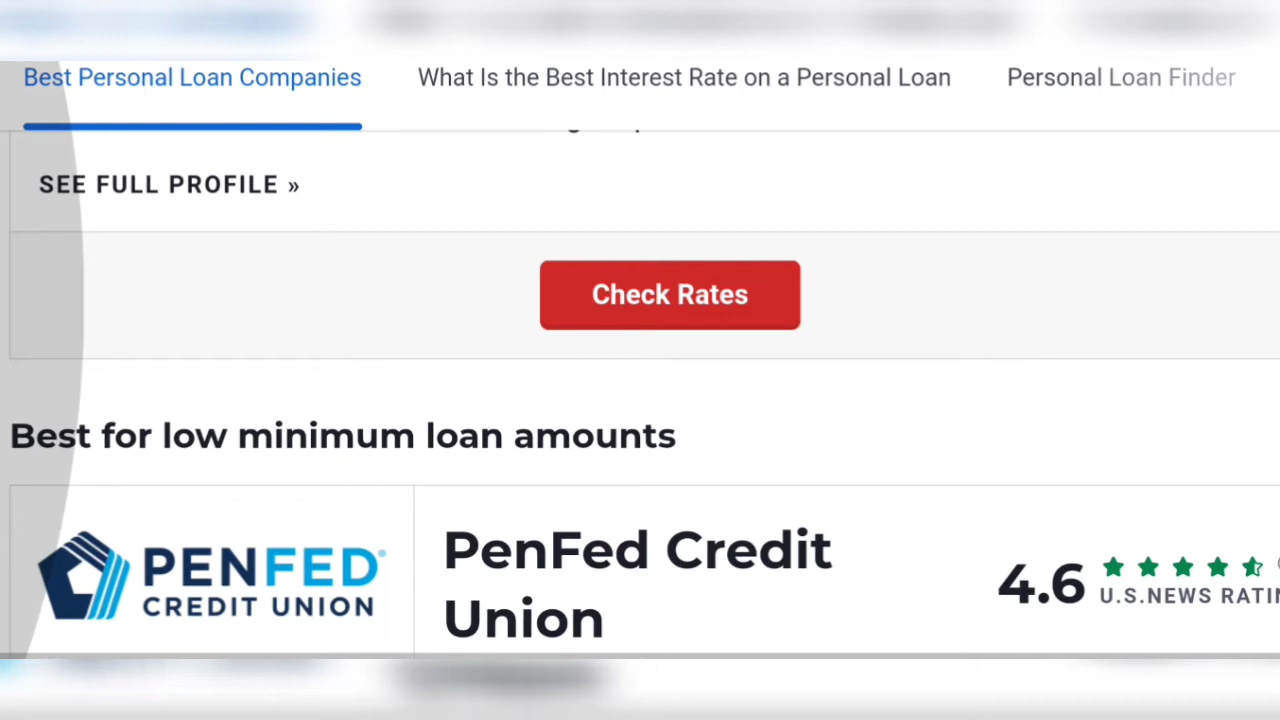 Best Personal Loan Companies What Is the Best Interest Rate on a Personal Loan Personal Loan Finder
SEE FULL PROFILE »
Check Rates
Best for low minimum loan amounts
PENFED®
CREDIT UNION
PenFed Credit
Union
4.6
U.S.NEWS